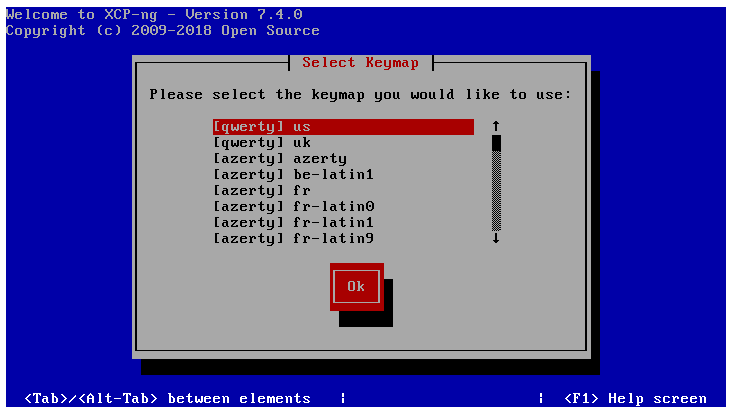 Welcome to XCP-ng - Version 7.4.0
Copyright (c) 2009-2018 Open Source
Select Keymap
Please select the keymap you would like to use:
[qwerty] us
[qwerty] uk
[azerty] azerty
[azerty] be-latin1
[azerty] fr
[azerty] fr-latin0
[azerty] fr-latin1
[azerty] fr-latin9
Ok
<Tab>/<Alt-Tab> between elements | | <F1> Help screen